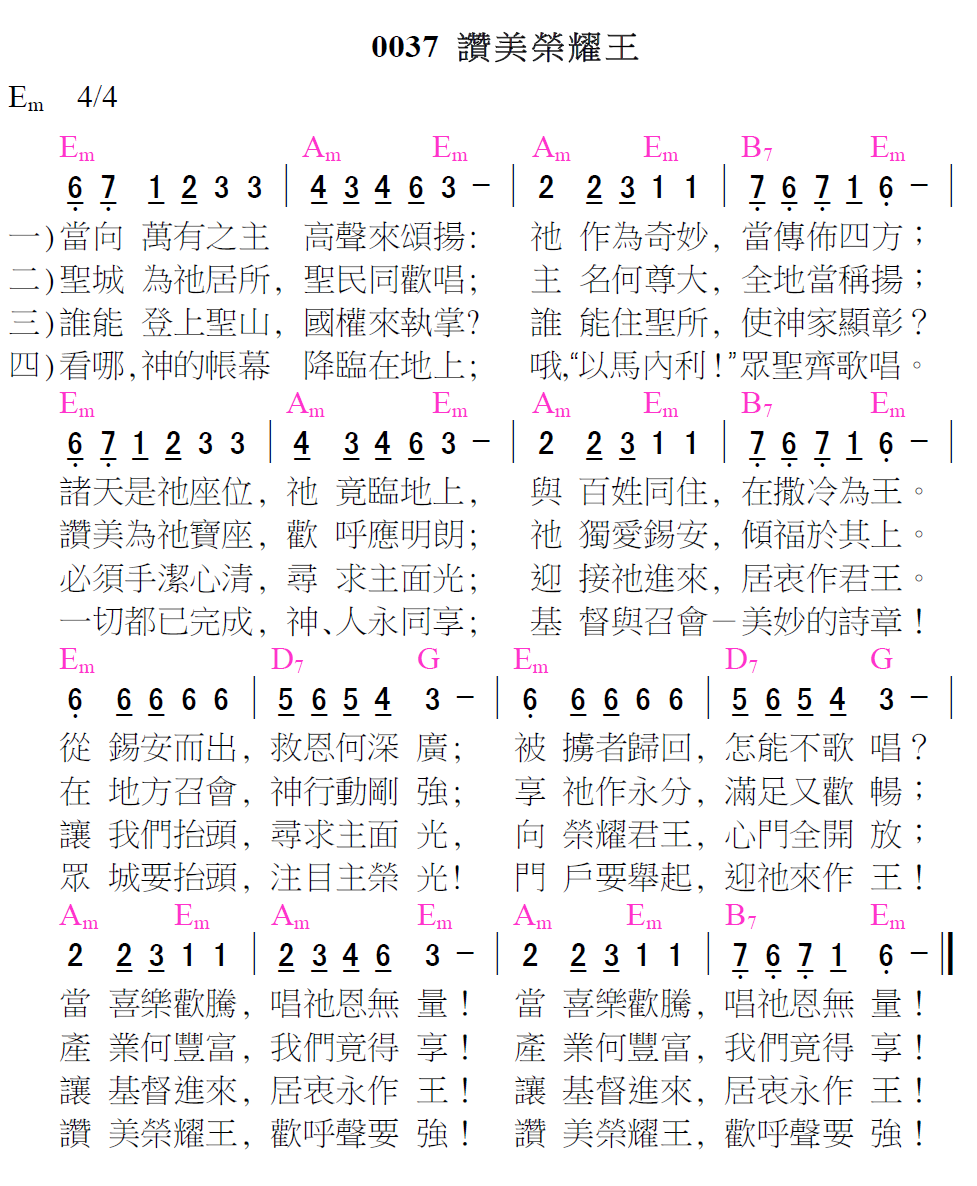 0037 讚美榮耀王
Em 4/4
Em Am Em Am Em B7 Em
6̣ 7̣ 1 2 3 3 | 4 3 4 6 3 － | 2 2 3 1 1 | 7̣ 6̣ 7̣ 1 6̣ － |
一)當向 萬有之主 高聲來頌揚: 祂 作為奇妙, 當傳佈四方；
二)聖城 為祂居所, 聖民同歡唱; 主 名何尊大, 全地當稱揚；
三)誰能 登上聖山, 國權來執掌? 誰 能住聖所, 使神家顯彰？
四)看哪,神的帳幕 降臨在地上; 哦,“以馬內利！”眾聖齊歌唱。
Em Am Em Am Em B7 Em
6̣ 7̣ 1 2 3 3 | 4 3 4 6 3 － | 2 2 3 1 1 | 7̣ 6̣ 7̣ 1 6̣ － |
諸天是祂座位, 祂 竟臨地上, 與 百姓同住, 在撒冷為王。
讚美為祂寶座, 歡 呼應明朗; 祂 獨愛錫安, 傾福於其上。
必須手潔心清, 尋 求主面光; 迎 接祂進來, 居衷作君王。
一切都已完成, 神、人永同享; 基 督與召會－美妙的詩章！
Em D7 G Em D7 G
6̣ 6 6 6 6 | 5 6 5 4 3 － | 6̣ 6 6 6 6 | 5 6 5 4 3 － |
從 錫安而出, 救恩何深 廣; 被 擄者歸回, 怎能不歌 唱？
在 地方召會, 神行動剛 強; 享 祂作永分, 滿足又歡 暢；
讓 我們抬頭, 尋求主面 光, 向 榮耀君王, 心門全開 放；
眾 城要抬頭, 注目主榮 光! 門 戶要舉起, 迎祂來作 王！
Am Em Am Em Am Em B7 Em
2 2 3 1 1 | 2 3 4 6 3 － | 2 2 3 1 1 | 7̣ 6̣ 7̣ 1 6̣ － ‖
當 喜樂歡騰, 唱祂恩無 量！ 當 喜樂歡騰, 唱祂恩無 量！
產 業何豐富, 我們竟得 享！ 產 業何豐富, 我們竟得 享！
讓 基督進來, 居衷永作 王！ 讓 基督進來, 居衷永作 王！
讚 美榮耀王, 歡呼聲要 強！ 讚 美榮耀王, 歡呼聲要 強！